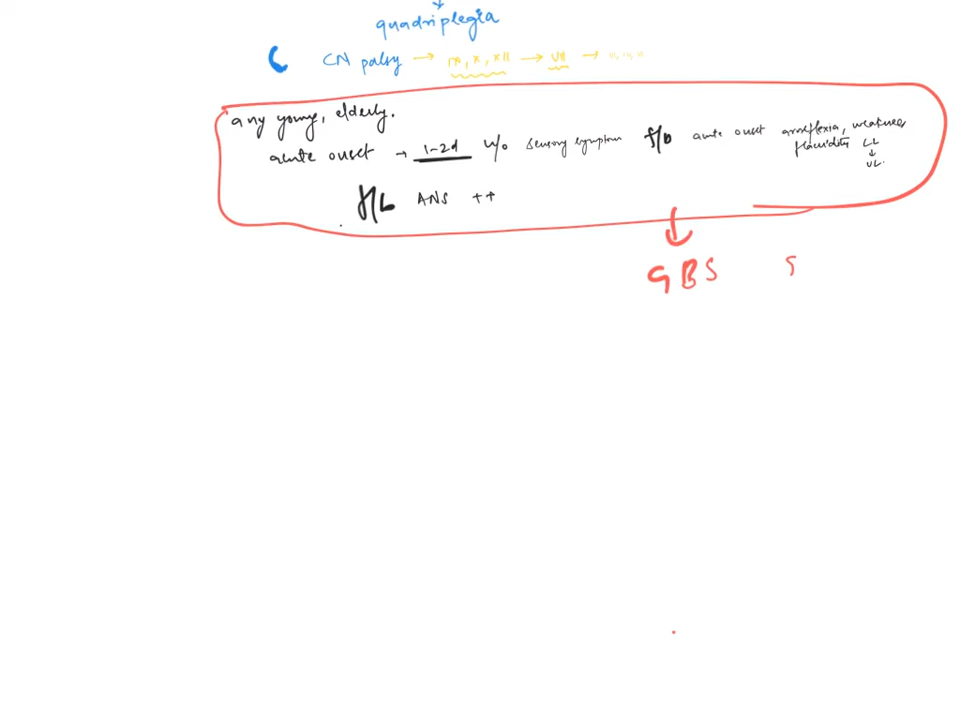 quadriplegia
CN palsy → IX, X, XII → VII →
any young, elderly.
acute onset → 1-2d w/o sensory symptom f/o acute onset areflexia, weakness
flaccidity LL
↓
UL.
f/b ANS ++
↓
GBS S